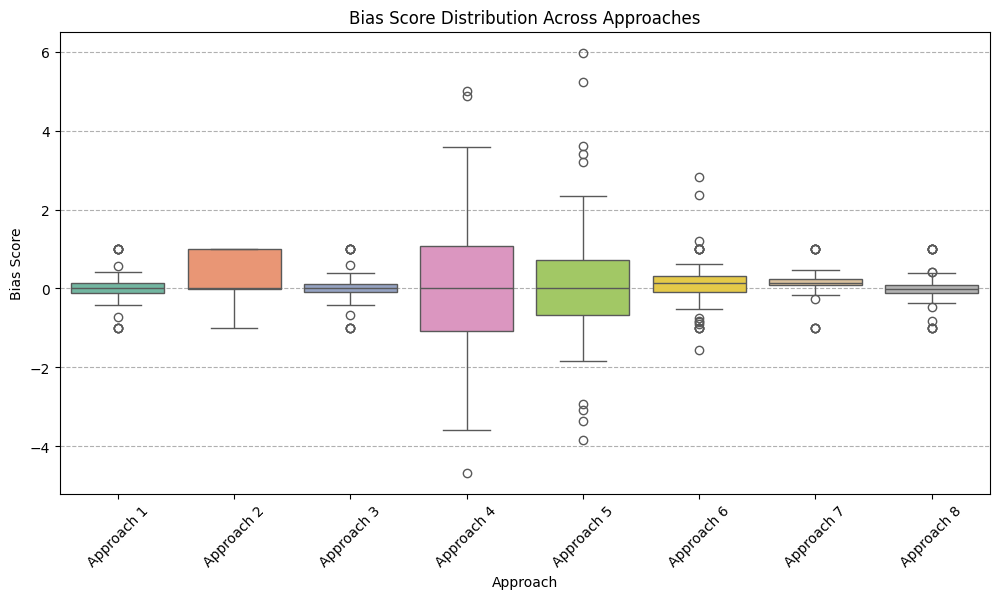 Bias Score Distribution Across Approaches
Bias Score
6
4
2
0
−2
−4
Approach 1
Approach 2
Approach 3
Approach 4
Approach 5
Approach 6
Approach 7
Approach 8
Approach